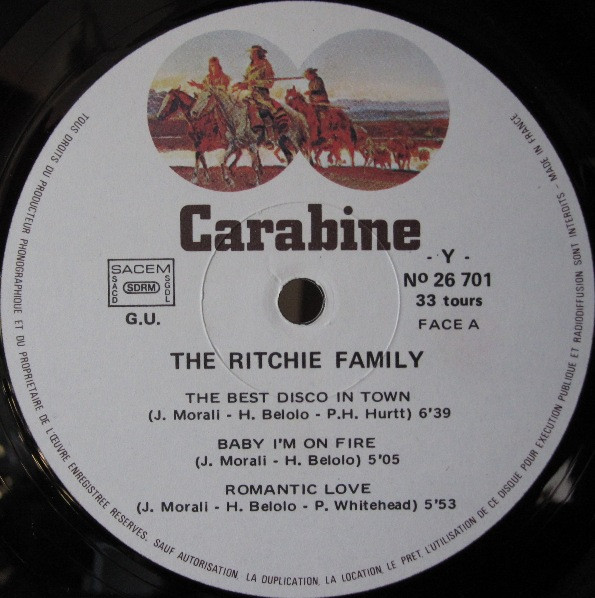 Carabine
- Y -
Nº 26 701
33 tours
FACE A
SACEM
SACD
SDRM
SGDL
G.U.
THE RITCHIE FAMILY
THE BEST DISCO IN TOWN
(J. Morali - H. Belolo - P.H. Hurtt) 6'39
BABY I'M ON FIRE
(J. Morali - H. Belolo) 5'05
ROMANTIC LOVE
(J. Morali - H. Belolo - P. Whitehead) 5'53
TOUS DROITS DU PRODUCTEUR PHONOGRAPHIQUE ET DU PROPRIETAIRE DE L'ŒUVRE ENREGISTREE RESERVES. SAUF AUTORISATION, LA DUPLICATION, LA LOCATION, LE PRET, L'UTILISATION DE CE DISQUE POUR EXECUTION PUBLIQUE ET RADIODIFFUSION SONT INTERDITS - MADE IN FRANCE